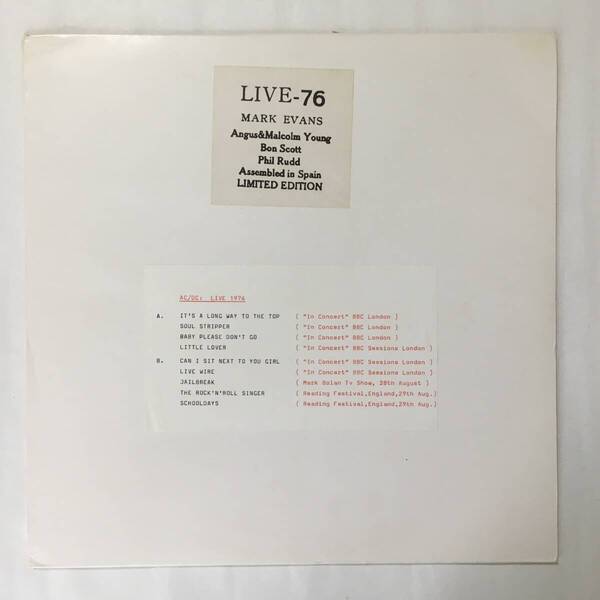 LIVE-76
MARK EVANS
Angus&Malcolm Young
Bon Scott
Phil Rudd
Assembled in Spain
LIMITED EDITION
AC/DC: LIVE 1976
A. IT'S A LONG WAY TO THE TOP ( "In Concert" BBC London )
SOUL STRIPPER ( "In Concert" BBC London )
BABY PLEASE DON'T GO ( "In Concert" BBC London )
LITTLE LOVER ( "In Concert" BBC Sessions London )
B. CAN I SIT NEXT TO YOU GIRL ( "In Concert" BBC Sessions London )
LIVE WIRE ( "In Concert" BBC Sessions London )
JAILBREAK ( Mark Bolan Tv Show, 28th August )
THE ROCK'N'ROLL SINGER ( Reading Festival,England,29th Aug.)
SCHOOLDAYS ( Reading Festival,England,29th Aug.)